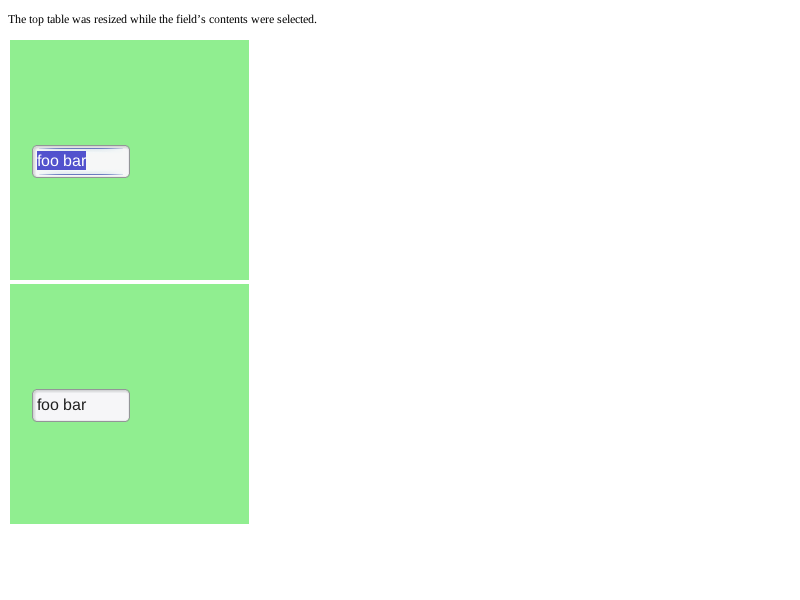 The top table was resized while the field’s contents were selected.
foo bar
foo bar